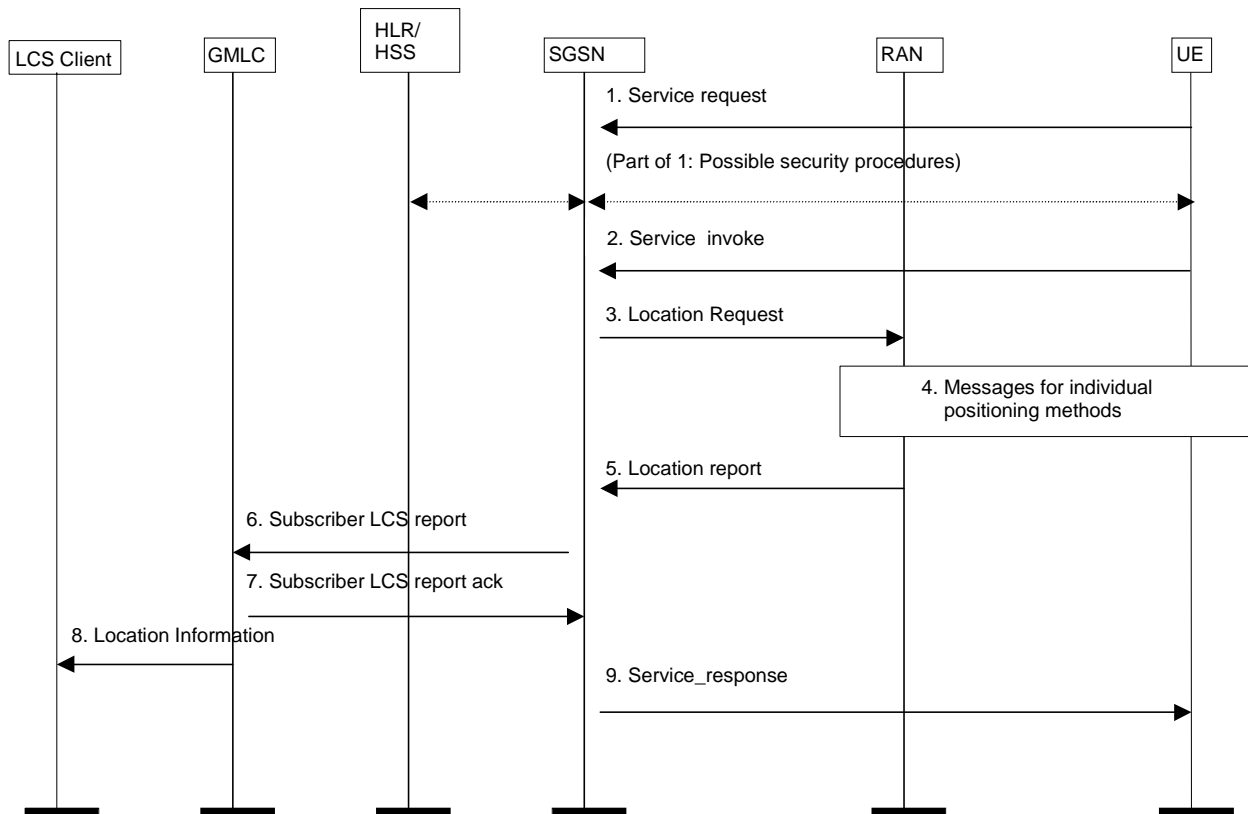 HLR/
HSS
LCS Client
GMLC
SGSN
RAN
UE
1. Service request
(Part of 1: Possible security procedures)
2. Service invoke
3. Location Request
4. Messages for individual
positioning methods
5. Location report
6. Subscriber LCS report
7. Subscriber LCS report ack
8. Location Information
9. Service_response